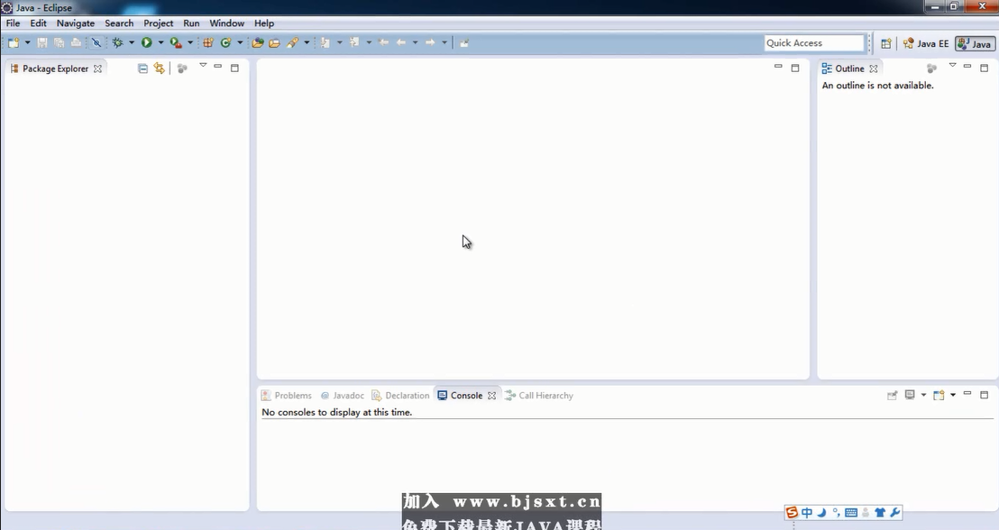 Java - Eclipse
File Edit Navigate Search Project Run Window Help
Quick Access Java EE Java
Package Explorer
Outline
An outline is not available.
Problems @ Javadoc Declaration Console Call Hierarchy
No consoles to display at this time.
加入 www.bjsxt.cn
免费下载最新JAVA课程
中